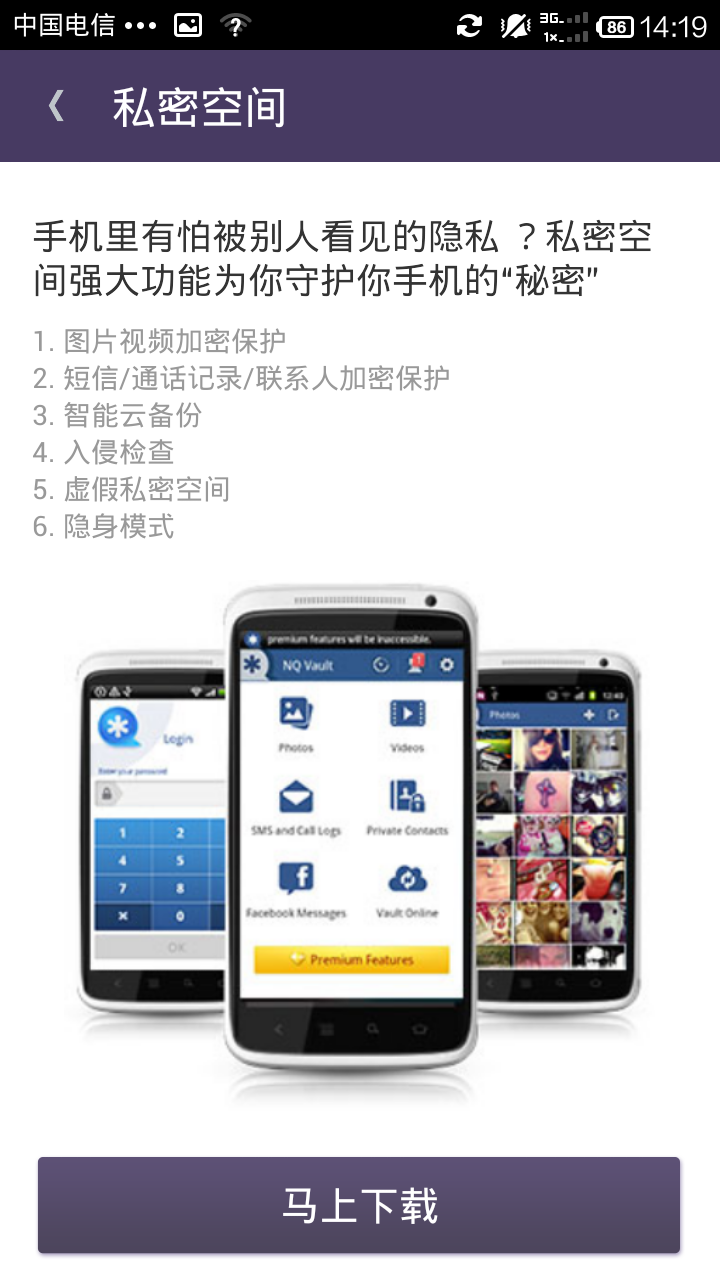 中国电信 ••• 3G 1x 86 14:19
私密空间
手机里有怕被别人看见的隐私 ？私密空
间强大功能为你守护你手机的“秘密”
1. 图片视频加密保护
2. 短信/通话记录/联系人加密保护
3. 智能云备份
4. 入侵检查
5. 虚假私密空间
6. 隐身模式
premium features will be inaccessible.
NQ Vault
Photos Videos
SMS and Call Logs Private Contacts
Facebook Messages Vault Online
Premium Features
Login
Enter your password
1 2
4 5
7 8
× 0
OK
12:40
Photos
马上下载